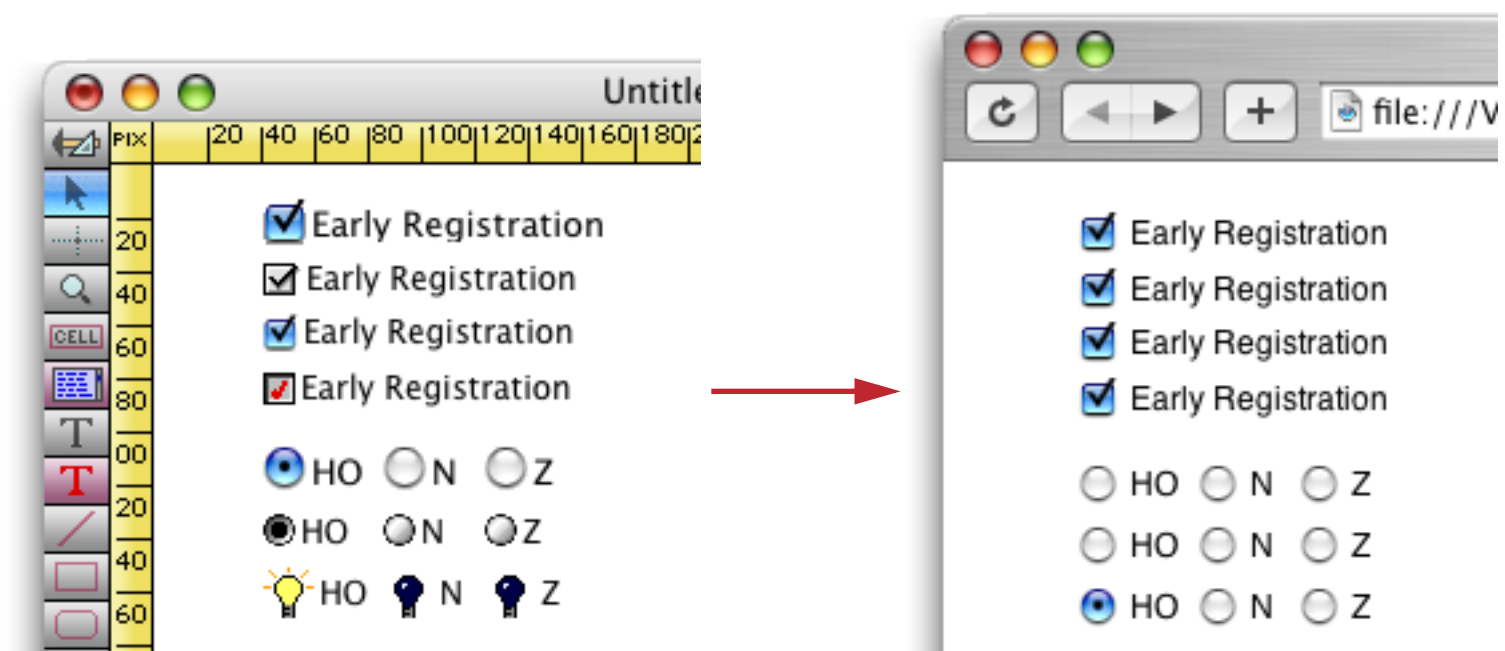 Untitle
PIX 20 40 60 80 100 120 140 160 180 2
20
40
CELL
60
80
T
00
T
20
40
60
Early Registration
Early Registration
Early Registration
Early Registration
HO N Z
HO N Z
HO N Z
file:///V
Early Registration
Early Registration
Early Registration
Early Registration
HO N Z
HO N Z
HO N Z